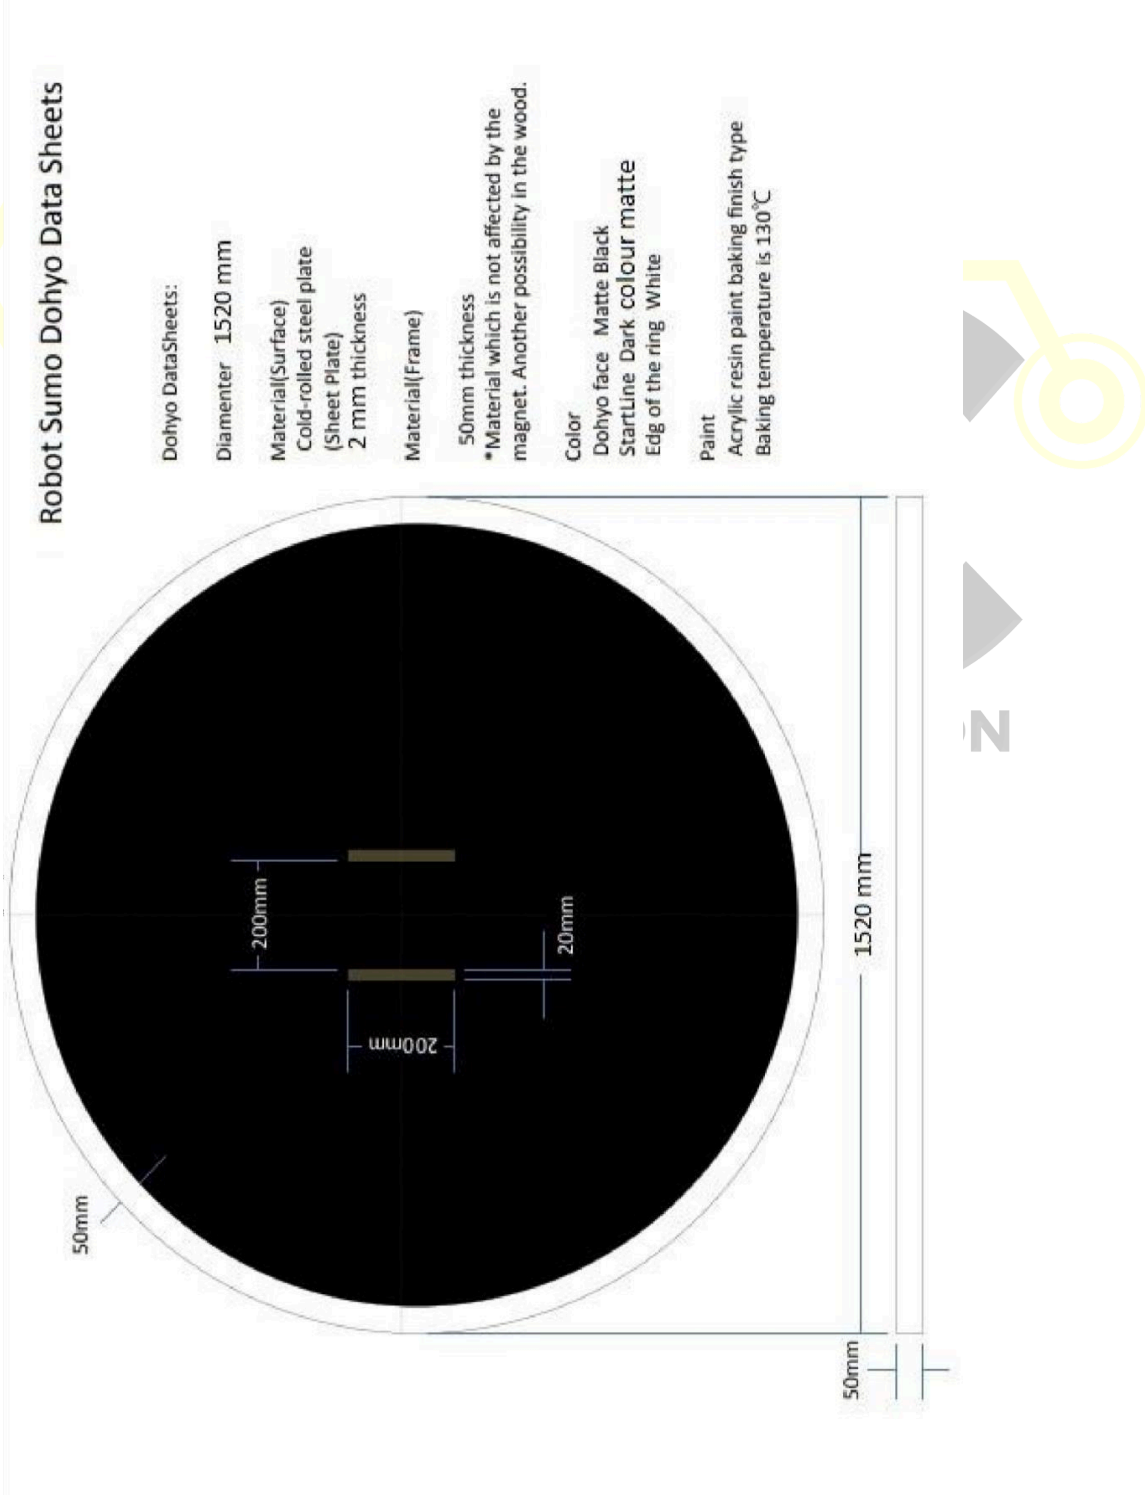 Robot Sumo Dohyo Data Sheets
Dohyo DataSheets:
Diamenter 1520 mm
Material(Surface)
Cold-rolled steel plate
(Sheet Plate)
2 mm thickness
Material(Frame)
50mm thickness
*Material which is not affected by the
magnet. Another possibility in the wood.
Color
Dohyo face Matte Black
StartLine Dark colour matte
Edg of the ring White
Paint
Acrylic resin paint baking finish type
Baking temperature is 130℃
50mm
200mm
200mm
20mm
1520 mm
50mm